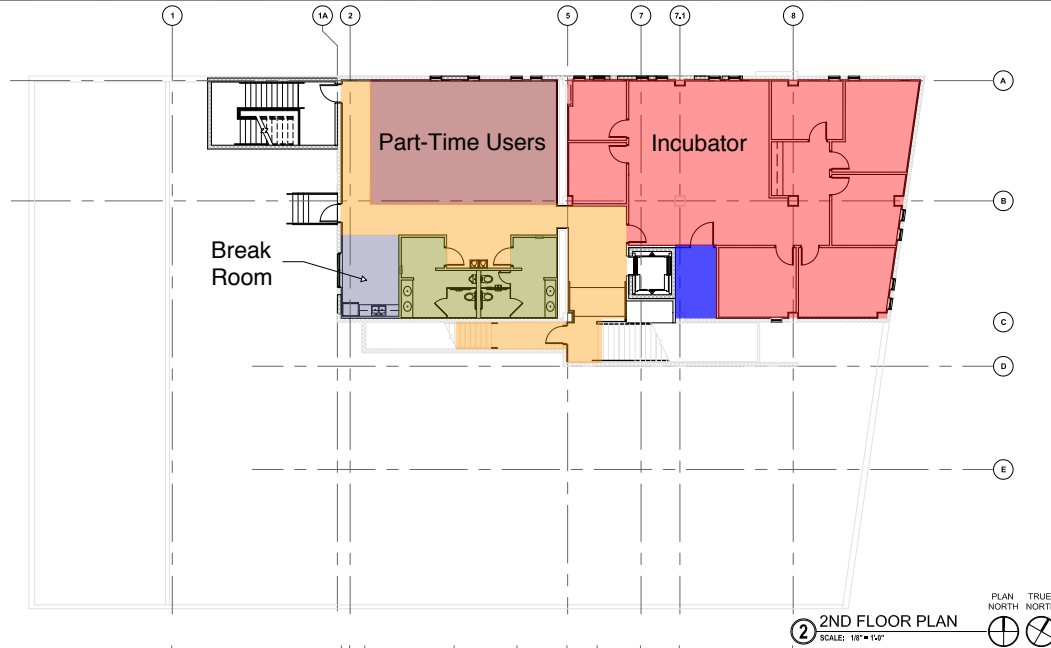 1
1A
2
5
7
7.1
8
A
Part-Time Users
Incubator
B
Break
Room
C
D
E
PLAN
NORTH
TRUE
NORTH
2
2ND FLOOR PLAN
SCALE: 1/8" = 1'-0"